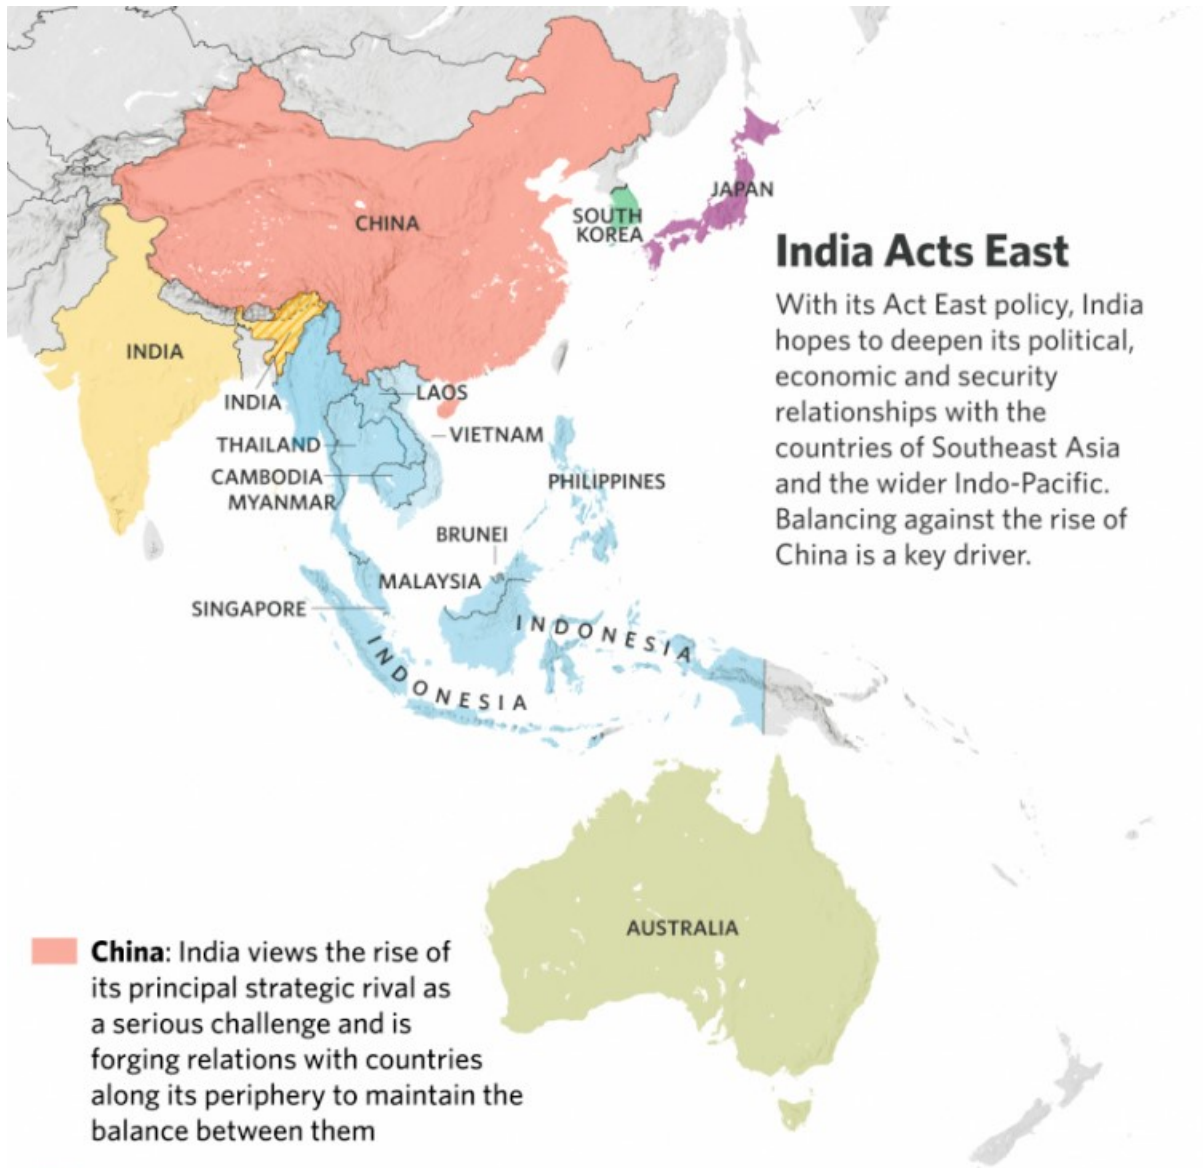 CHINA
JAPAN
SOUTH
KOREA
India Acts East
With its Act East policy, India
hopes to deepen its political,
economic and security
relationships with the
countries of Southeast Asia
and the wider Indo-Pacific.
Balancing against the rise of
China is a key driver.
INDIA
INDIA
LAOS
THAILAND
VIETNAM
CAMBODIA
MYANMAR
PHILIPPINES
BRUNEI
MALAYSIA
SINGAPORE
INDONESIA
INDONESIA
AUSTRALIA
China: India views the rise of
its principal strategic rival as
a serious challenge and is
forging relations with countries
along its periphery to maintain the
balance between them